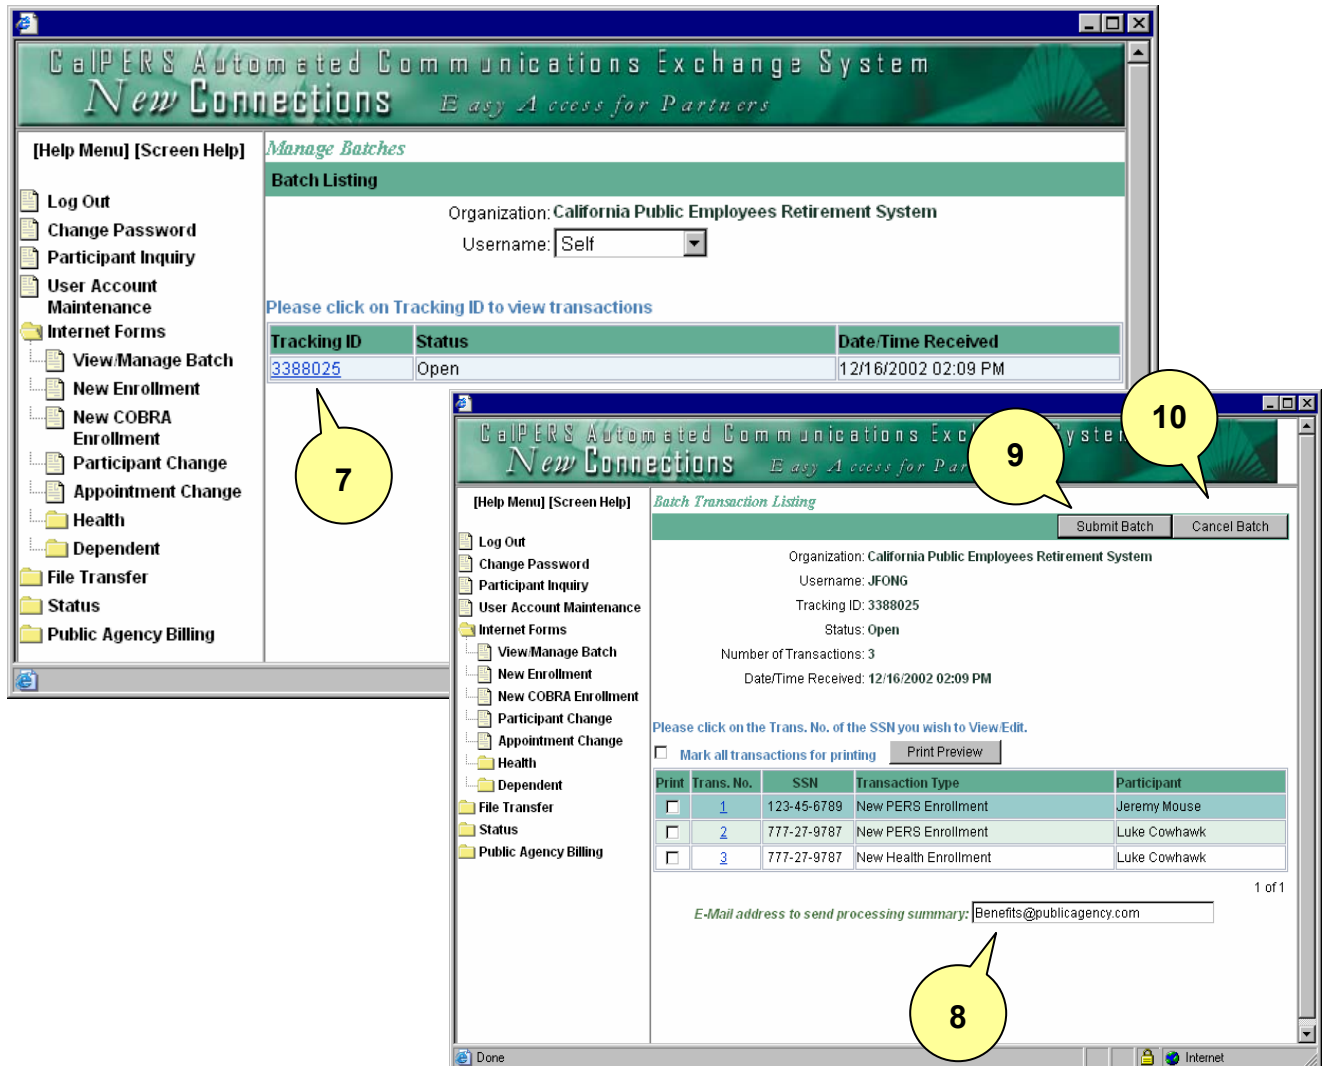 CalPERS Automated Communications Exchange System
New Connections Easy Access for Partners
[Help Menu] [Screen Help]
Log Out
Change Password
Participant Inquiry
User Account
Maintenance
Internet Forms
View/Manage Batch
New Enrollment
New COBRA
Enrollment
Participant Change
Appointment Change
Health
Dependent
File Transfer
Status
Public Agency Billing
Manage Batches
Batch Listing
Organization: California Public Employees Retirement System
Username: Self
Please click on Tracking ID to view transactions
Tracking ID Status Date/Time Received
3388025 Open 12/16/2002 02:09 PM
7
9
10
CalPERS Automated Communications Exc Syste
New Connections Easy Access for Par
[Help Menu] [Screen Help]
Log Out
Change Password
Participant Inquiry
User Account Maintenance
Internet Forms
View/Manage Batch
New Enrollment
New COBRA Enrollment
Participant Change
Appointment Change
Health
Dependent
File Transfer
Status
Public Agency Billing
Batch Transaction Listing
Submit Batch Cancel Batch
Organization: California Public Employees Retirement System
Username: JFONG
Tracking ID: 3388025
Status: Open
Number of Transactions: 3
Date/Time Received: 12/16/2002 02:09 PM
Please click on the Trans. No. of the SSN you wish to View/Edit.
Mark all transactions for printing Print Preview
Print Trans. No. SSN Transaction Type Participant
1 123-45-6789 New PERS Enrollment Jeremy Mouse
2 777-27-9787 New PERS Enrollment Luke Cowhawk
3 777-27-9787 New Health Enrollment Luke Cowhawk
1 of 1
E-Mail address to send processing summary: Benefits@publicagency.com
8
Done Internet